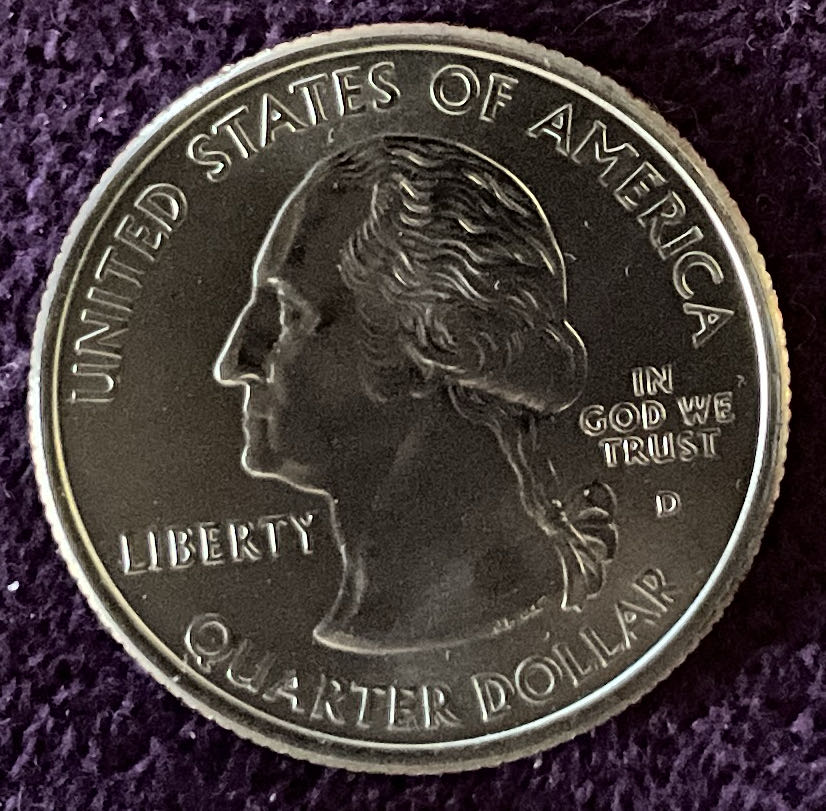 UNITED STATES OF AMERICA
LIBERTY
IN
GOD WE
TRUST
D
QUARTER DOLLAR